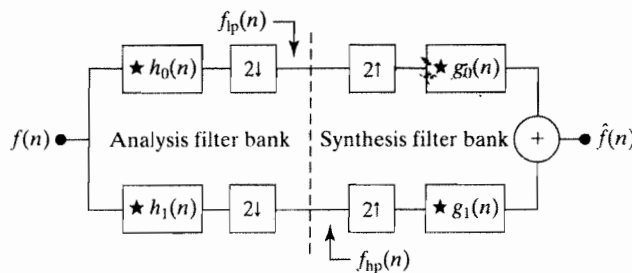 f_lp(n)
★ h_0(n) 2↓ 2↑ ★ g_0(n)
f(n) Analysis filter bank Synthesis filter bank + f̂(n)
★ h_1(n) 2↓ 2↑ ★ g_1(n)
f_hp(n)